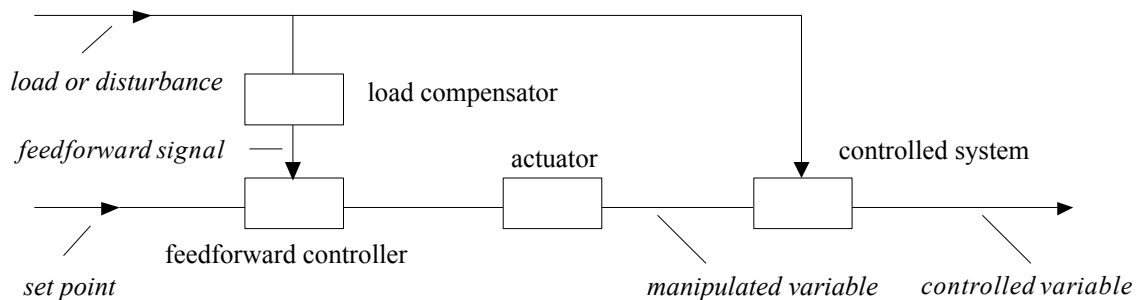 load or disturbance
load compensator
feedforward signal
actuator
controlled system
feedforward controller
set point
manipulated variable
controlled variable